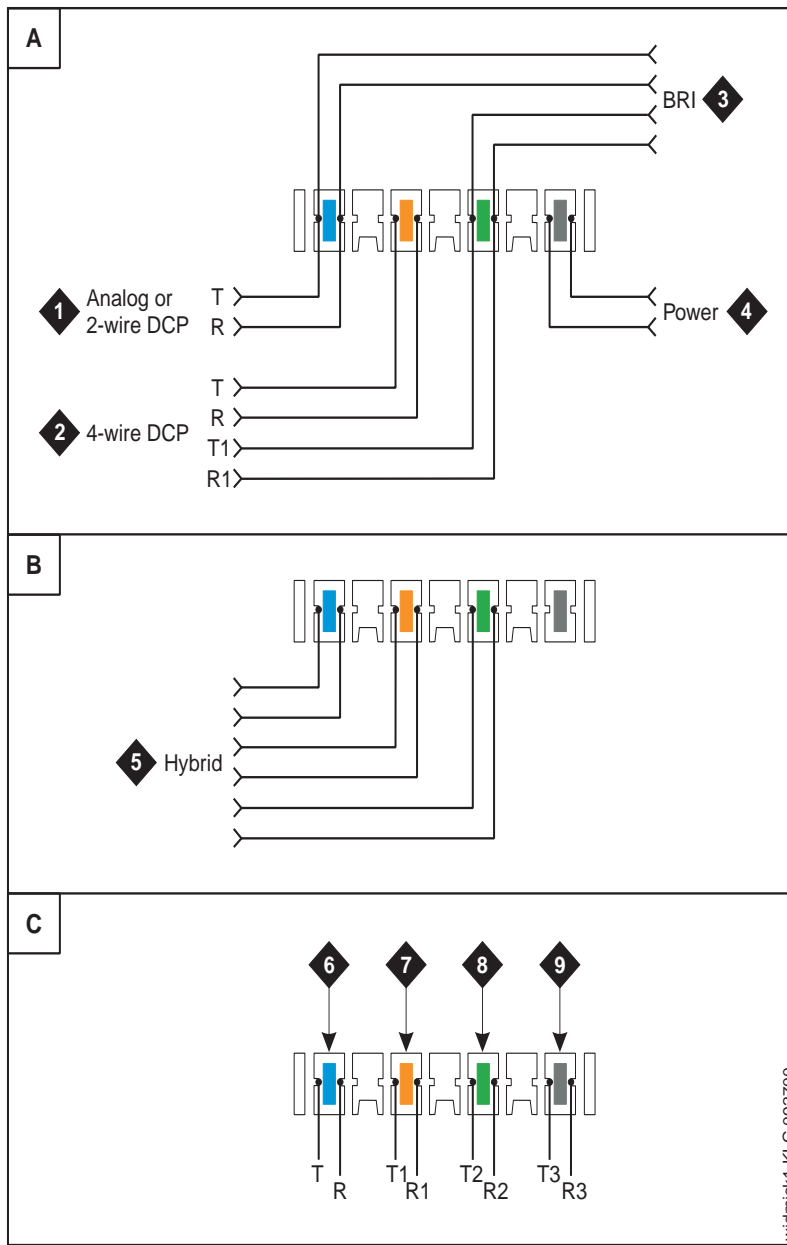 A
BRI 3
1 Analog or
2-wire DCP
T
R
Power 4
2 4-wire DCP
T
R
T1
R1
B
5 Hybrid
C
6 7 8 9
T R T1 R1 T2 R2 T3 R3